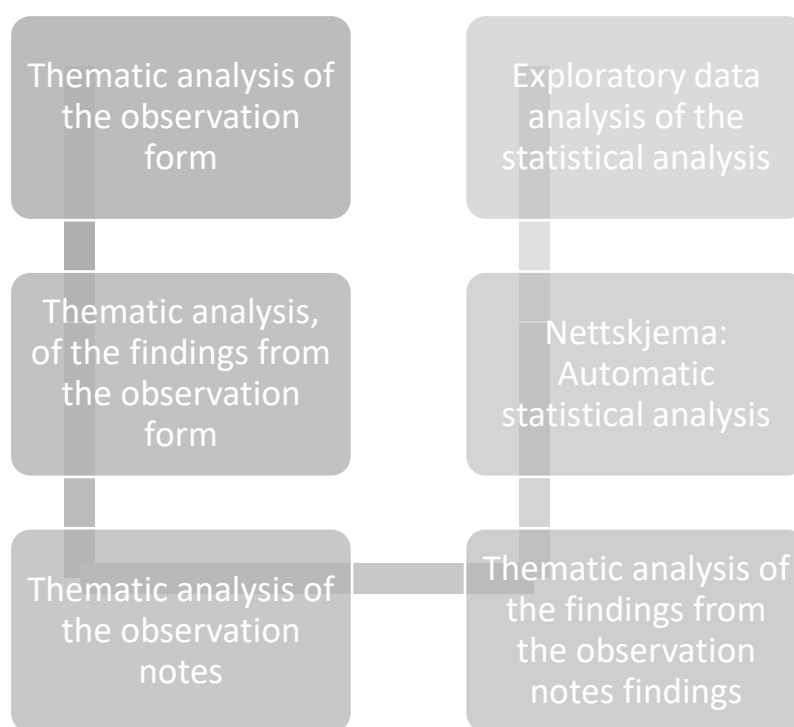 Thematic analysis of
the observation
form
Thematic analysis,
of the findings from
the observation
form
Thematic analysis of
the observation
notes
Thematic analysis of
the findings from
the observation
notes findings
Nettskjema:
Automatic
statistical analysis
Exploratory data
analysis of the
statistical analysis